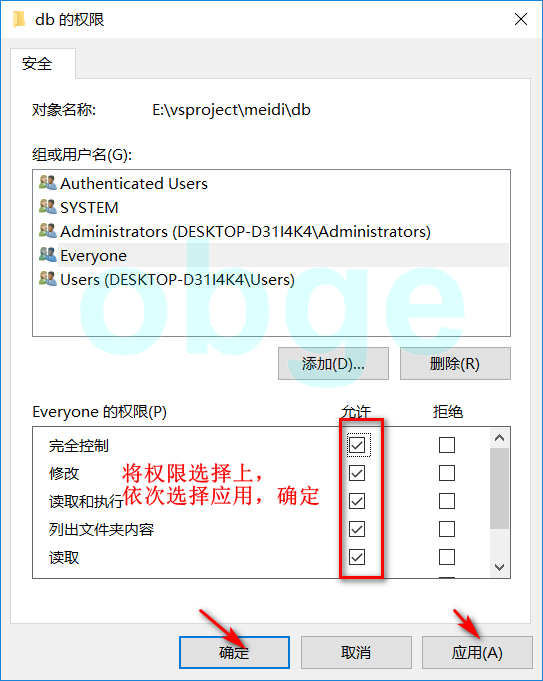 db 的权限
安全
对象名称: E:\vsproject\meidi\db
组或用户名(G):
Authenticated Users
SYSTEM
Administrators (DESKTOP-D31I4K4\Administrators)
Everyone
Users (DESKTOP-D31I4K4\Users)
obge
添加(D)... 删除(R)
Everyone 的权限(P) 允许 拒绝
完全控制
修改
读取和执行
列出文件夹内容
读取
将权限选择上，
依次选择应用，确定
确定 取消 应用(A)